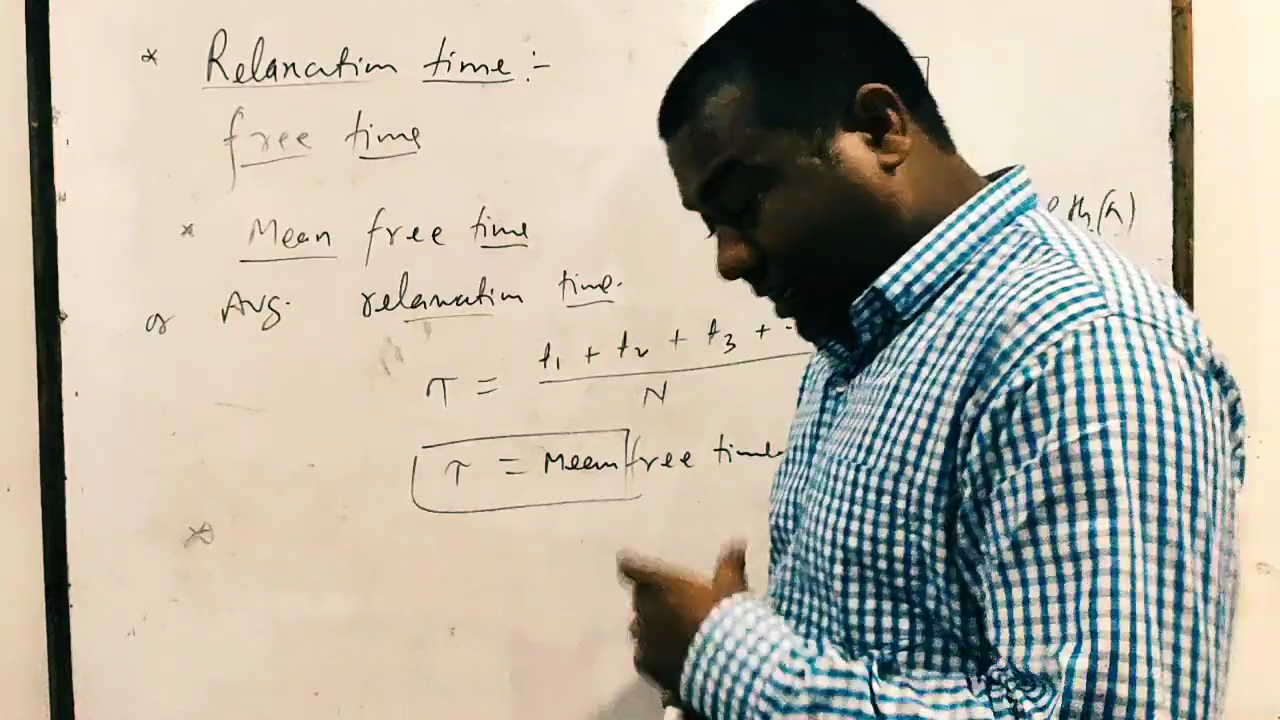 * Relaxation time :-
free time
* Mean free time
or Avg. relaxation time.
τ = t₁ + t₂ + t₃ + ·
N
τ = Mean free time
(λ)